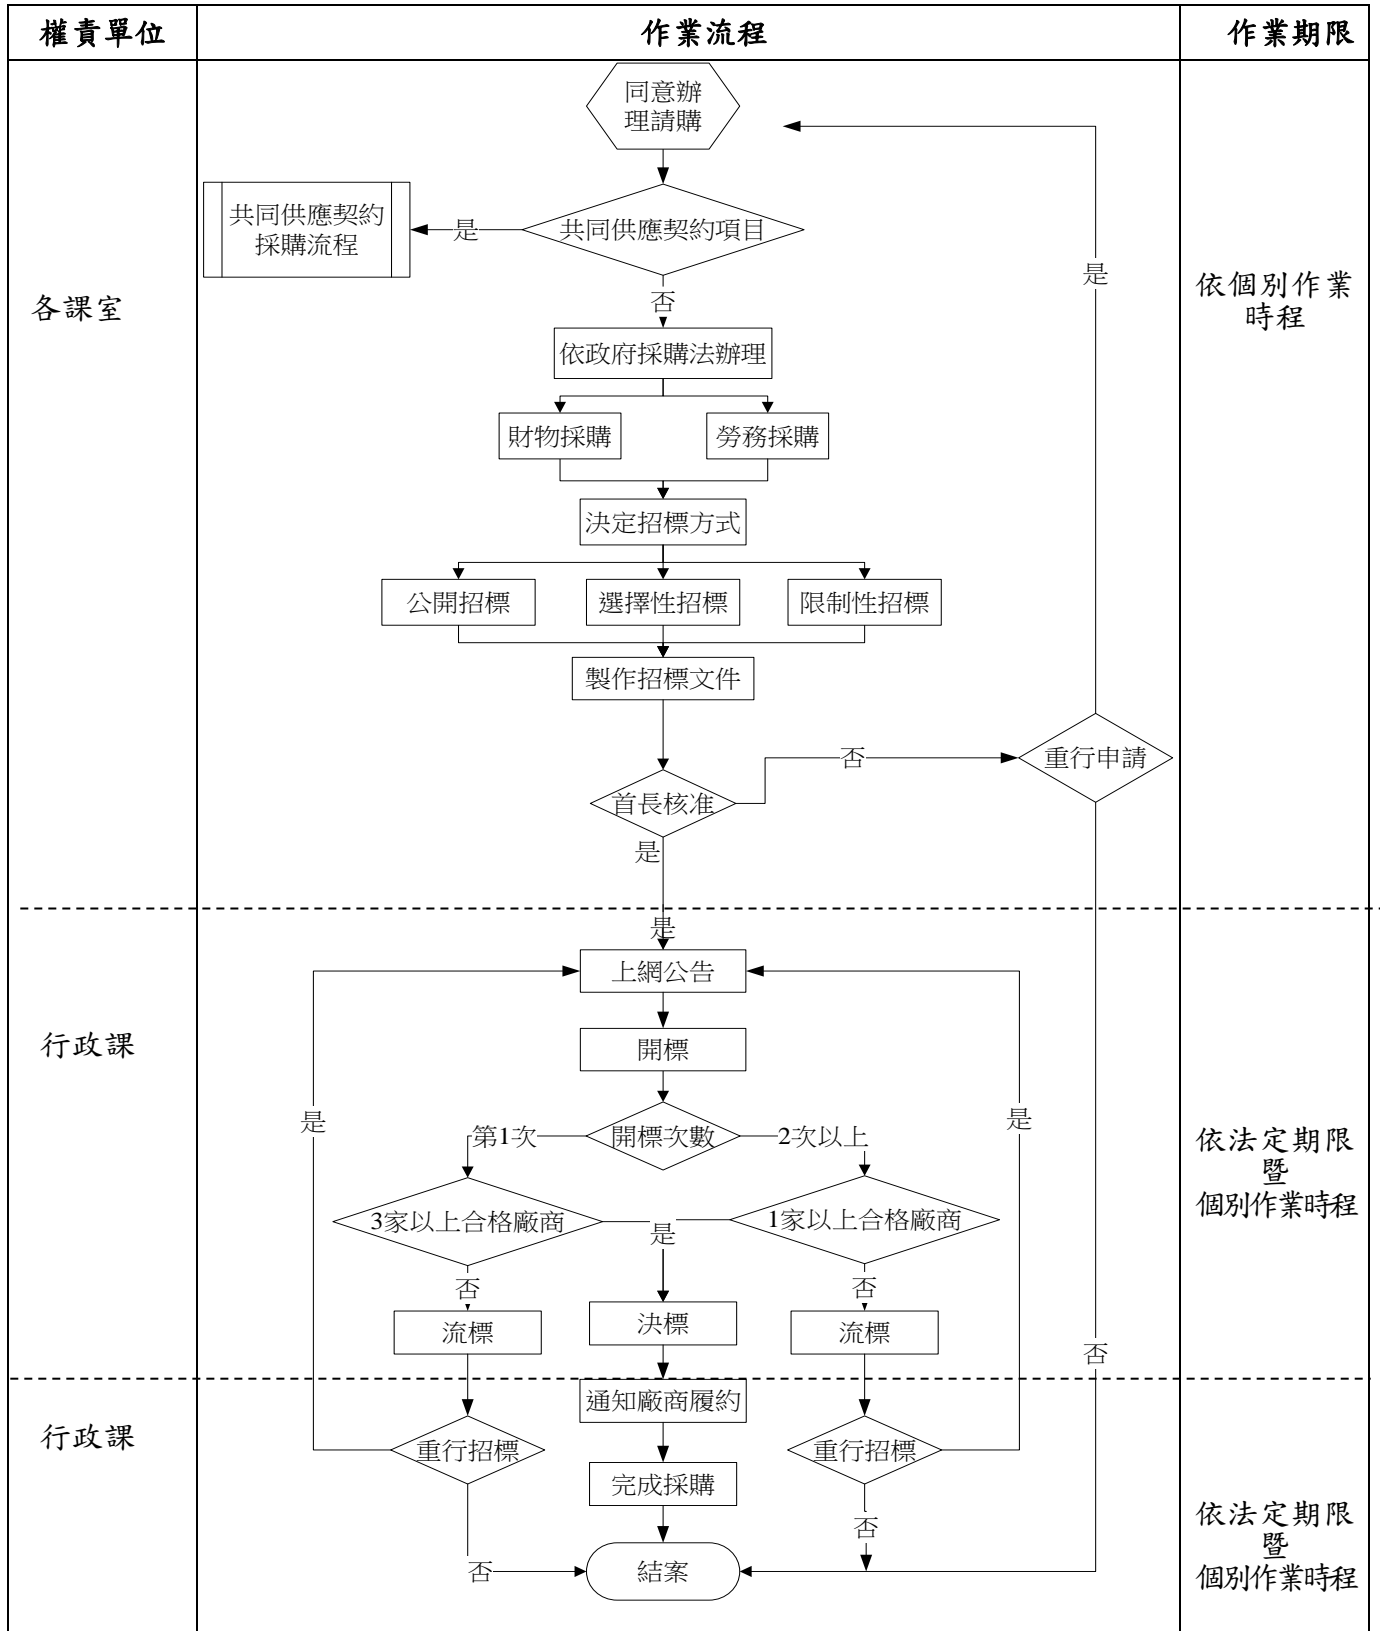 權責單位
作業流程
作業期限
同意辦
理請購
共同供應契約
採購流程
是
共同供應契約項目
是
各課室
依個別作業
時程
否
依政府採購法辦理
財物採購
勞務採購
決定招標方式
公開招標
選擇性招標
限制性招標
製作招標文件
否
重行申請
首長核准
是
是
上網公告
行政課
開標
是
是
第1次
開標次數
2次以上
依法定期限
暨
個別作業時程
3家以上合格廠商
是
1家以上合格廠商
否
否
流標
決標
流標
否
通知廠商履約
行政課
重行招標
重行招標
完成採購
否
依法定期限
暨
個別作業時程
否
結案